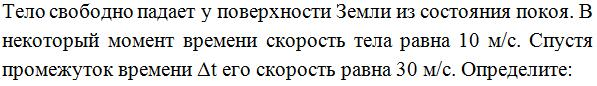 Тело свободно падает у поверхности Земли из состояния покоя. В
некоторый момент времени скорость тела равна 10 м/с. Спустя
промежуток времени Δt его скорость равна 30 м/с. Определите: